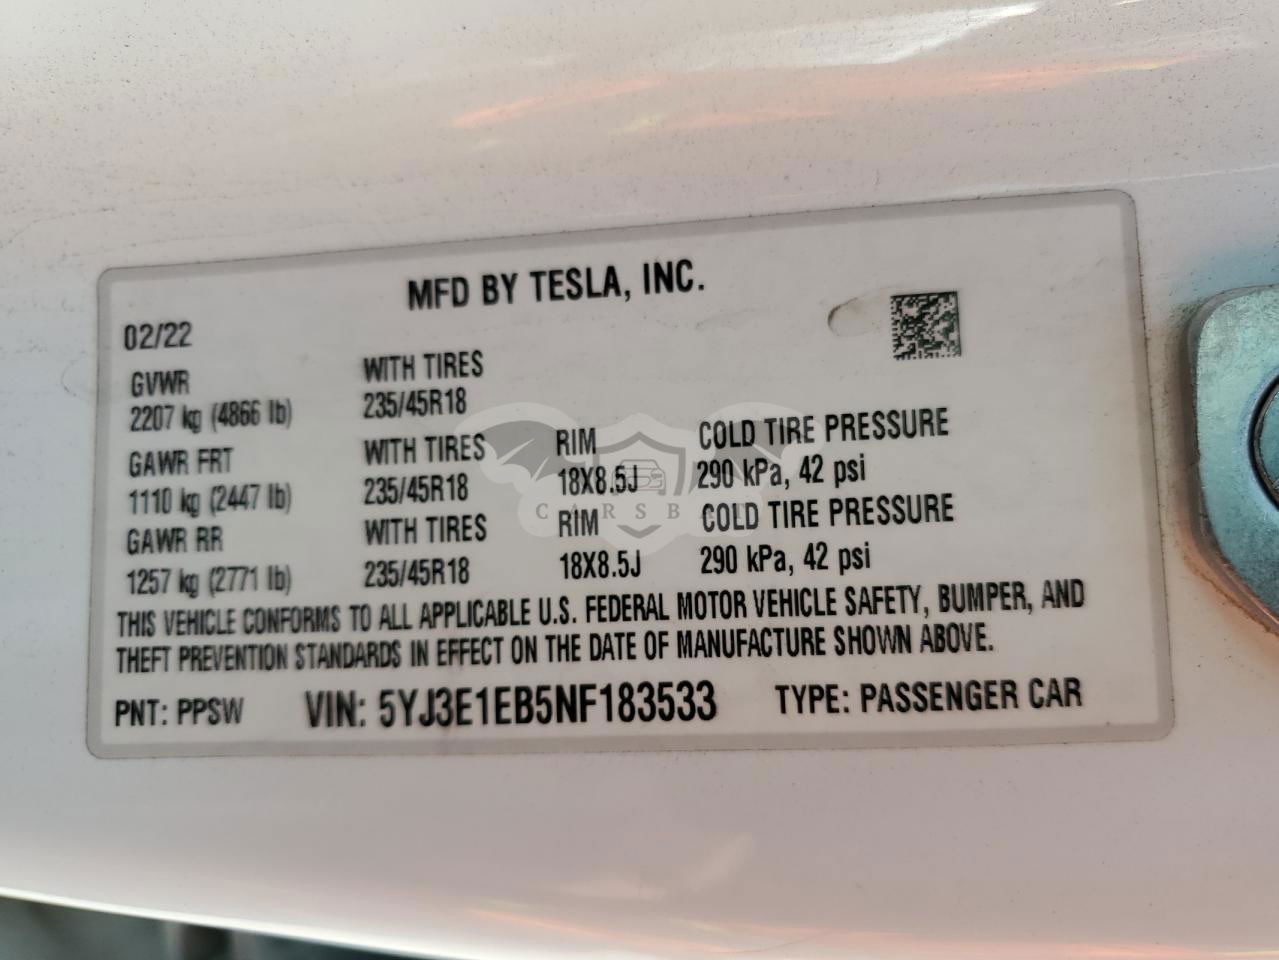 MFD BY TESLA, INC.
02/22
GVWR WITH TIRES
2207 kg (4866 lb) 235/45R18
GAWR FRT WITH TIRES RIM COLD TIRE PRESSURE
1110 kg (2447 lb) 235/45R18 18X8.5J 290 kPa, 42 psi
GAWR RR WITH TIRES RIM COLD TIRE PRESSURE
1257 kg (2771 lb) 235/45R18 18X8.5J 290 kPa, 42 psi
THIS VEHICLE CONFORMS TO ALL APPLICABLE U.S. FEDERAL MOTOR VEHICLE SAFETY, BUMPER, AND
THEFT PREVENTION STANDARDS IN EFFECT ON THE DATE OF MANUFACTURE SHOWN ABOVE.
PNT: PPSW VIN: 5YJ3E1EB5NF183533 TYPE: PASSENGER CAR